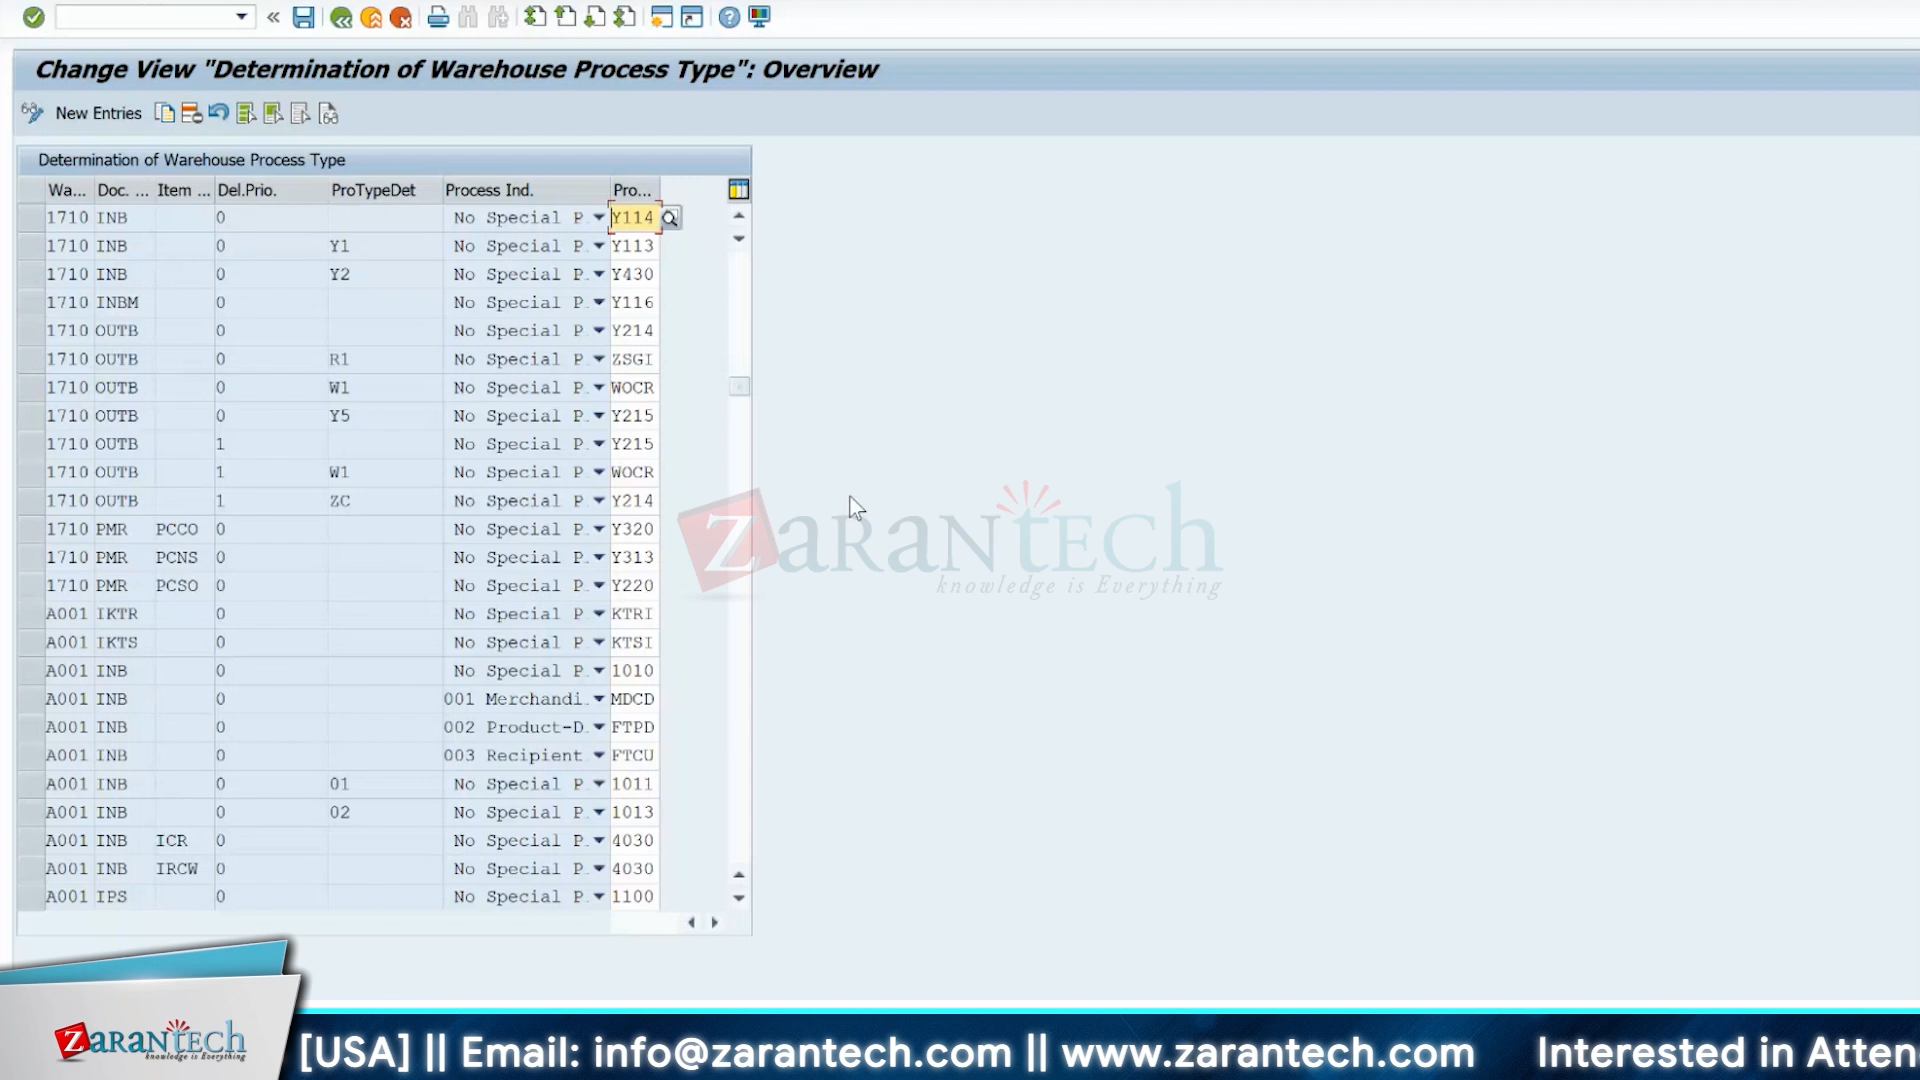 Change View "Determination of Warehouse Process Type": Overview
New Entries
Determination of Warehouse Process Type
Wa... Doc. ... Item ... Del.Prio. ProTypeDet Process Ind. Pro...
1710 INB 0 No Special P. Y114
1710 INB 0 Y1 No Special P. Y113
1710 INB 0 Y2 No Special P. Y430
1710 INBM 0 No Special P. Y116
1710 OUTB 0 No Special P. Y214
1710 OUTB 0 R1 No Special P. ZSGI
1710 OUTB 0 W1 No Special P. WOCR
1710 OUTB 0 Y5 No Special P. Y215
1710 OUTB 1 No Special P. Y215
1710 OUTB 1 W1 No Special P. WOCR
1710 OUTB 1 ZC No Special P. Y214
1710 PMR PCCO 0 No Special P. Y320
1710 PMR PCNS 0 No Special P. Y313
1710 PMR PCSO 0 No Special P. Y220
A001 IKTR 0 No Special P. KTRI
A001 IKTS 0 No Special P. KTSI
A001 INB 0 No Special P. 1010
A001 INB 0 001 Merchandi. MDCD
A001 INB 0 002 Product-D. FTPD
A001 INB 0 003 Recipient FTCU
A001 INB 0 01 No Special P. 1011
A001 INB 0 02 No Special P. 1013
A001 INB ICR 0 No Special P. 4030
A001 INB IRCW 0 No Special P. 4030
A001 IPS 0 No Special P. 1100
ZaranTech
knowledge is Everything
ZaranTech
knowledge is Everything
[USA] || Email: info@zarantech.com || www.zarantech.com Interested in Atten